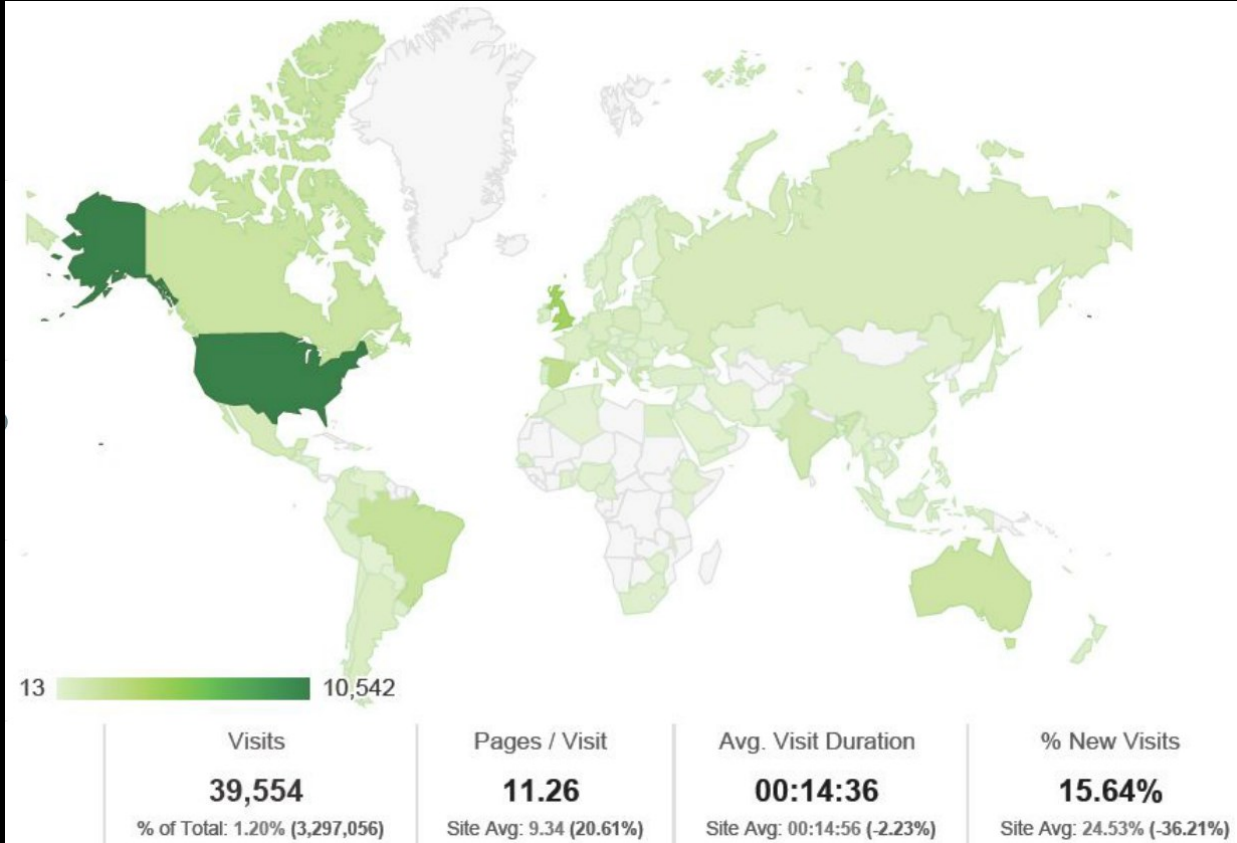 13 10,542
Visits
39,554
% of Total: 1.20% (3,297,056)
Pages / Visit
11.26
Site Avg: 9.34 (20.61%)
Avg. Visit Duration
00:14:36
Site Avg: 00:14:56 (-2.23%)
% New Visits
15.64%
Site Avg: 24.53% (-36.21%)